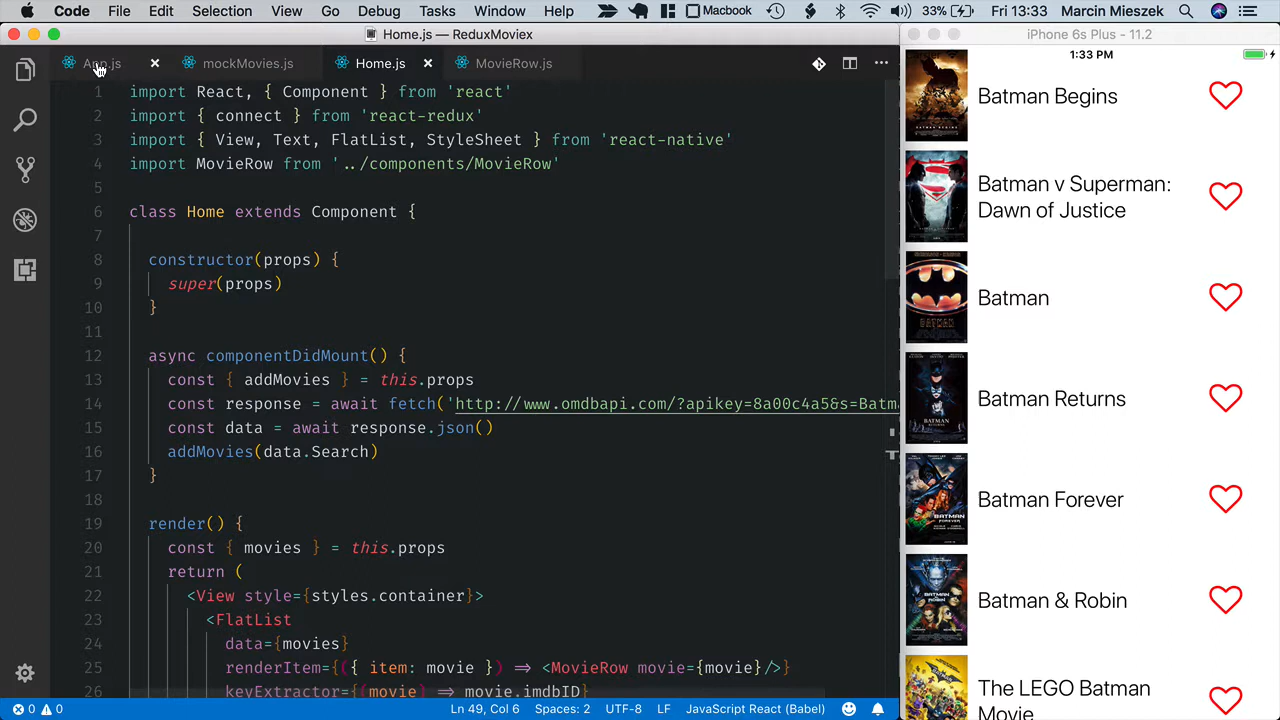 Code File Edit Selection View Go Debug Tasks Window Help Macbook 33% Fri 13:33 Marcin Mieszek
Home.js — ReduxMoviex
App.js Home.js MovieRow.js
1 import React, { Component } from 'react'
2 import from 'react-redux
3 import Text, FlatList, StyleSheet } from 'react-native'
4 import MovieRow from ../components/MovieRow'
5
6 class Home extends Component {
7
8 constructor(props) {
9 super(props)
10 }
11
12 async componentDidMount() {
13 const { addMovies } = this.props
14 const response = await fetch('http://www.omdbapi.com/?apikey=8a00c4a5&s=Batm
15 const data = await response.json()
16 addMovies(data.Search)
17 }
18
19 render()
20 const movies } = this.props
21 return
22 <View style={styles.container}>
23 <FlatList
24 movies}
25 Item={({ item: movie => <MovieRow movie={movie}/>}
26 keyExtractor={(movie) => movie.imdbID}
0 0 Ln 49, Col 6 Spaces: 2 UTF-8 LF JavaScript React (Babel)
iPhone 6s Plus - 11.2
1:33 PM
Batman Begins
Batman v Superman:
Dawn of Justice
Batman
Batman Returns
Batman Forever
Batman & Robin
The LEGO Batman
Movie